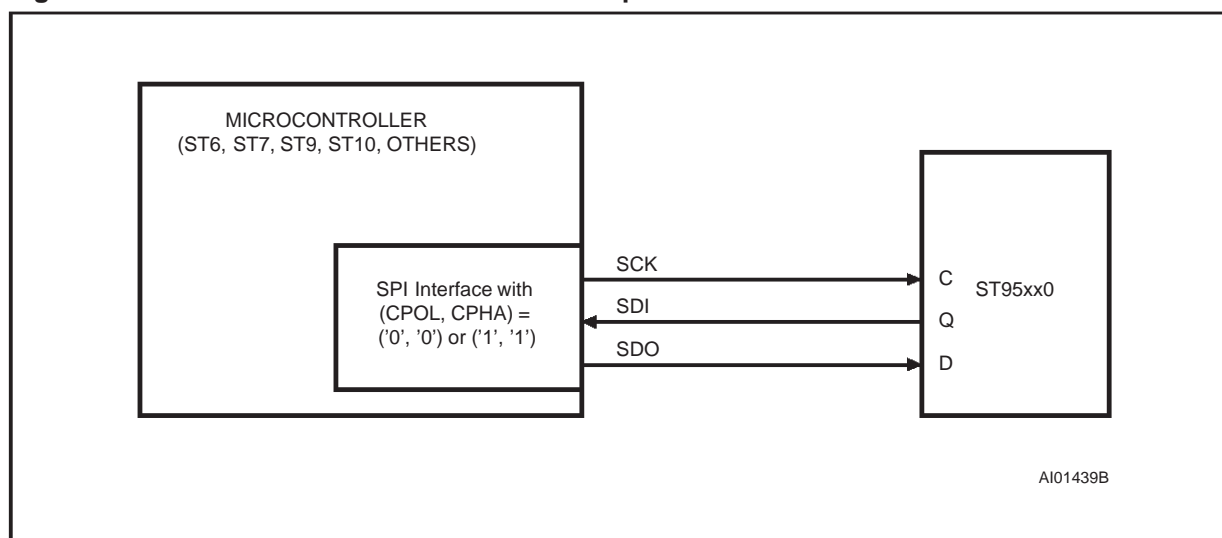 MICROCONTROLLER
(ST6, ST7, ST9, ST10, OTHERS)
SPI Interface with
(CPOL, CPHA) =
('0', '0') or ('1', '1')
SCK
SDI
SDO
C
Q
D
ST95xx0
AI01439B